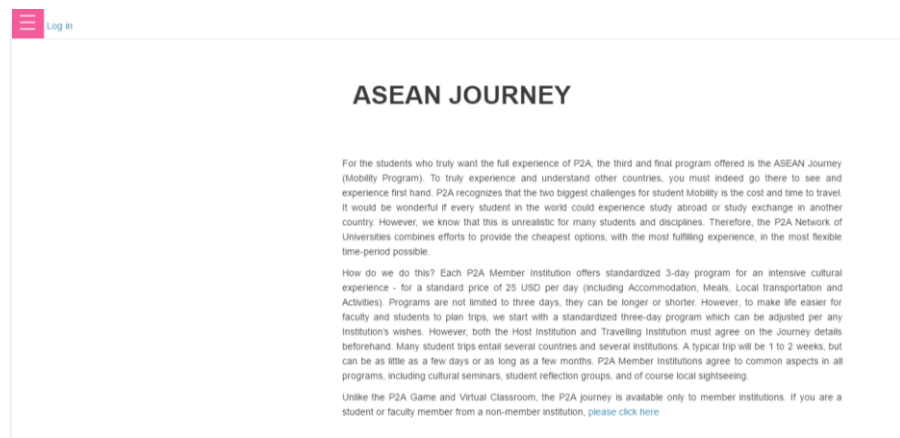 Log in
ASEAN JOURNEY
For the students who truly want the full experience of P2A, the third and final program offered is the ASEAN Journey
(Mobility Program). To truly experience and understand other countries, you must indeed go there to see and
experience first hand. P2A recognizes that the two biggest challenges for student Mobility is the cost and time to travel.
It would be wonderful if every student in the world could experience study abroad or study exchange in another
country. However, we know that this is unrealistic for many students and disciplines. Therefore, the P2A Network of
Universities combines efforts to provide the cheapest options, with the most fulfilling experience, in the most flexible
time-period possible.
How do we do this? Each P2A Member Institution offers standardized 3-day program for an intensive cultural
experience - for a standard price of 25 USD per day (including Accommodation, Meals, Local transportation and
Activities). Programs are not limited to three days, they can be longer or shorter. However, to make life easier for
faculty and students to plan trips, we start with a standardized three-day program which can be adjusted per any
Institution's wishes. However, both the Host Institution and Travelling Institution must agree on the Journey details
beforehand. Many student trips entail several countries and several institutions. A typical trip will be 1 to 2 weeks, but
can be as little as a few days or as long as a few months. P2A Member Institutions agree to common aspects in all
programs, including cultural seminars, student reflection groups, and of course local sightseeing.
Unlike the P2A Game and Virtual Classroom, the P2A journey is available only to member institutions. If you are a
student or faculty member from a non-member institution, please click here